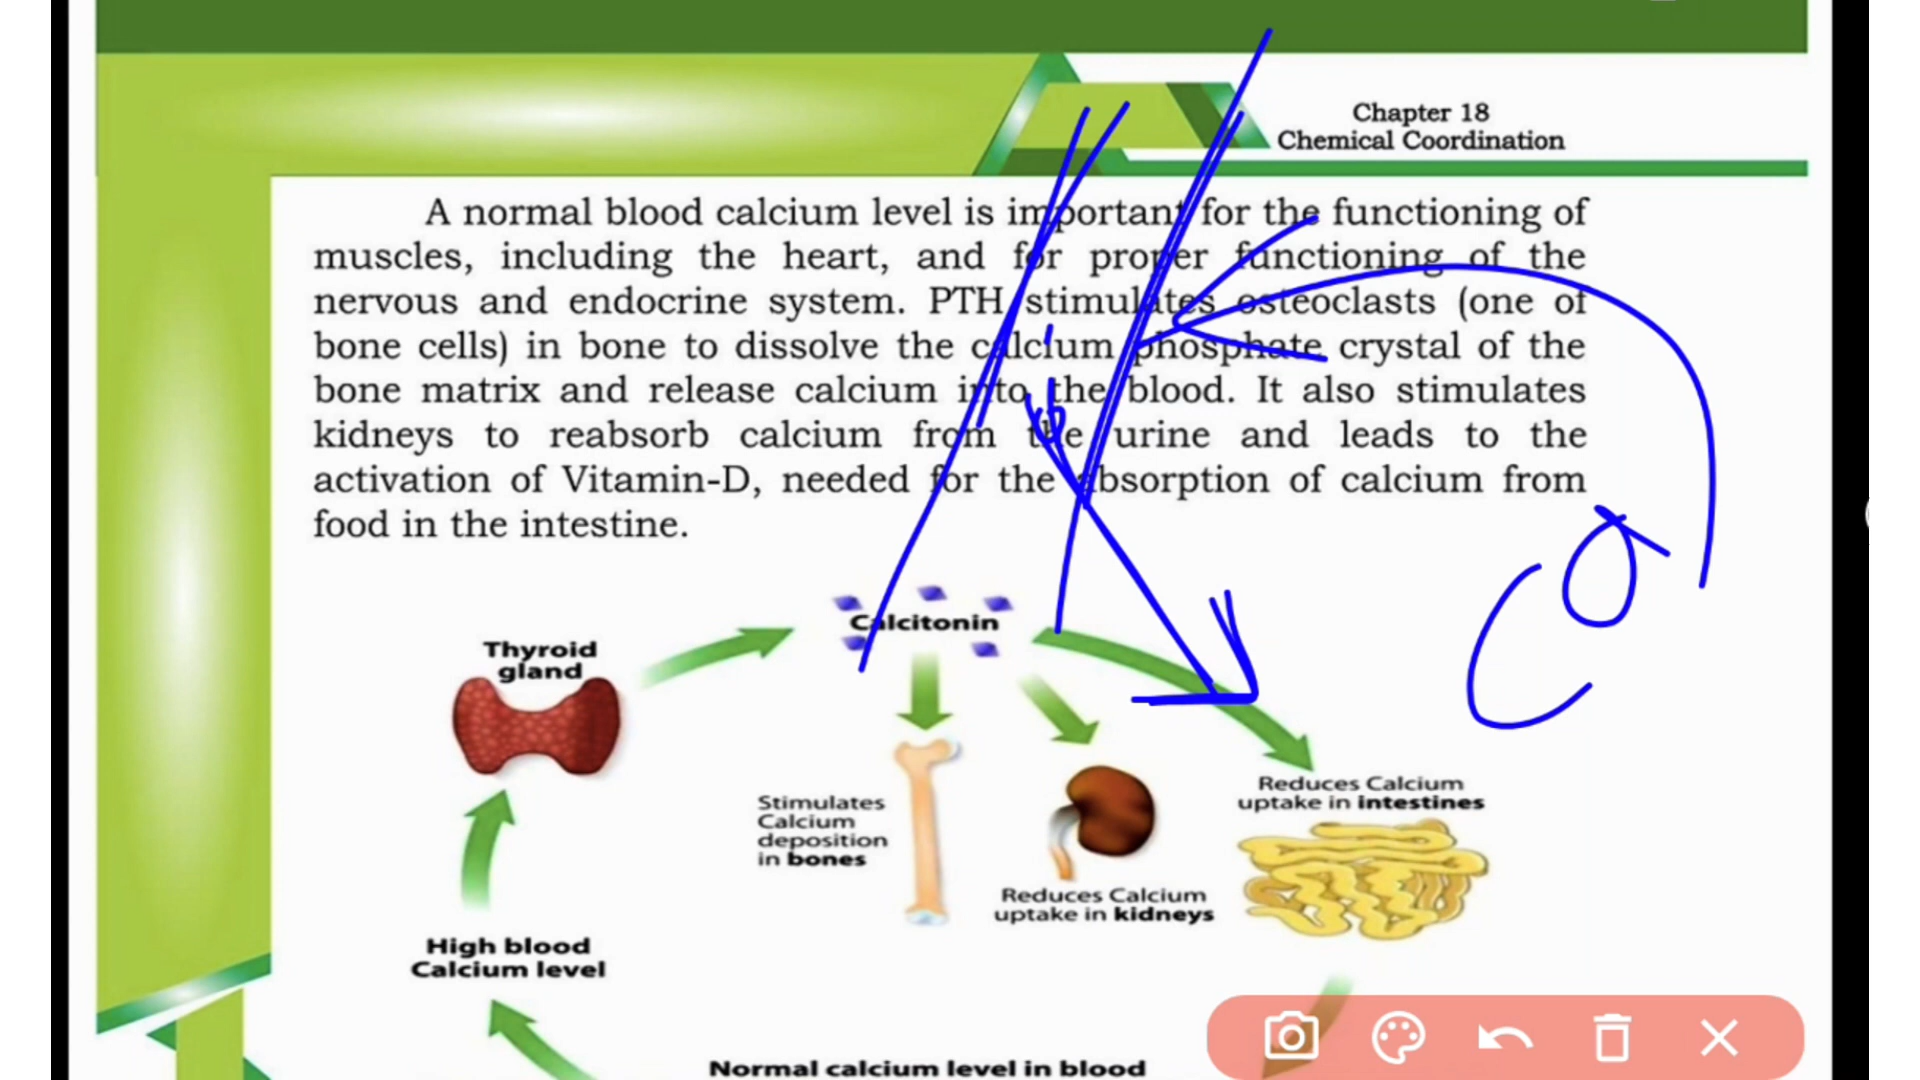 Chapter 18
Chemical Coordination
A normal blood calcium level is important for the functioning of
muscles, including the heart, and for proper functioning of the
nervous and endocrine system. PTH stimulates osteoclasts (one of
bone cells) in bone to dissolve the calcium phosphate crystal of the
bone matrix and release calcium into the blood. It also stimulates
kidneys to reabsorb calcium from the urine and leads to the
activation of Vitamin-D, needed for the absorption of calcium from
food in the intestine.
Ca
Calcitonin
Thyroid
gland
Stimulates
Calcium
deposition
in bones
Reduces Calcium
uptake in kidneys
Reduces Calcium
uptake in intestines
High blood
Calcium level
Normal calcium level in blood